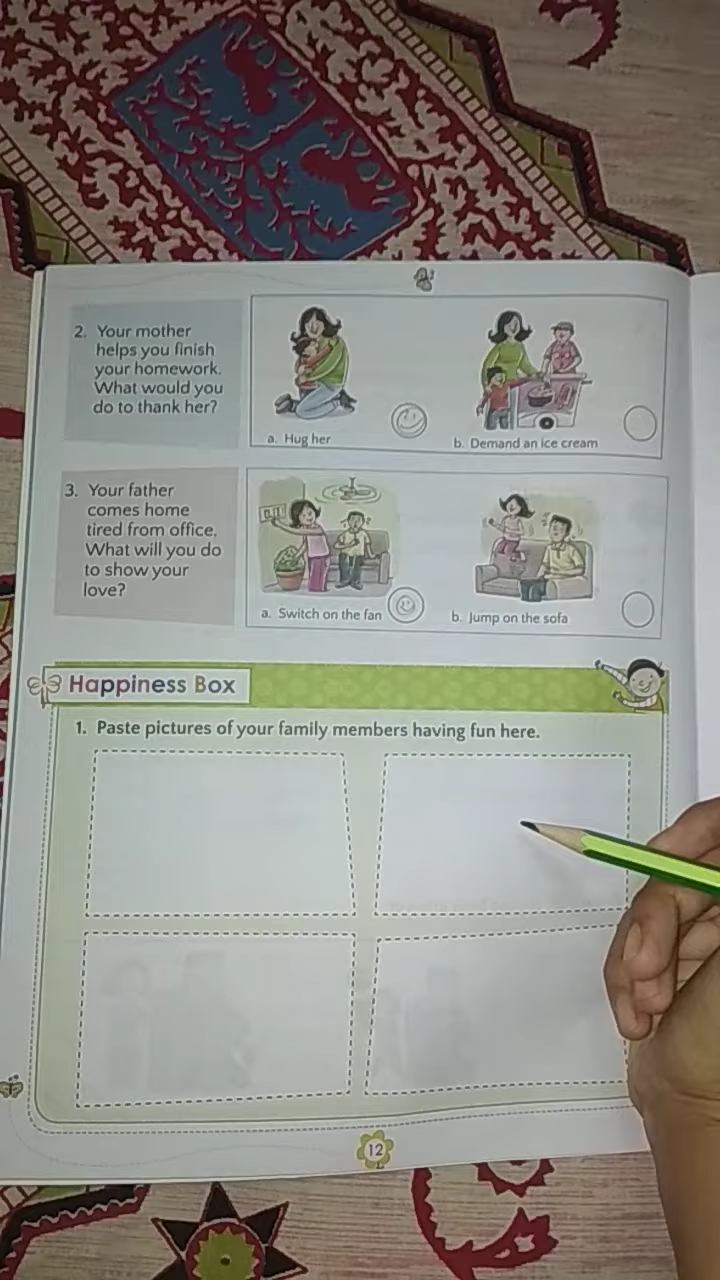 2. Your mother
helps you finish
your homework.
What would you
do to thank her?
a. Hug her
b. Demand an ice cream
3. Your father
comes home
tired from office.
What will you do
to show your
love?
a. Switch on the fan
b. Jump on the sofa
Happiness Box
1. Paste pictures of your family members having fun here.
12